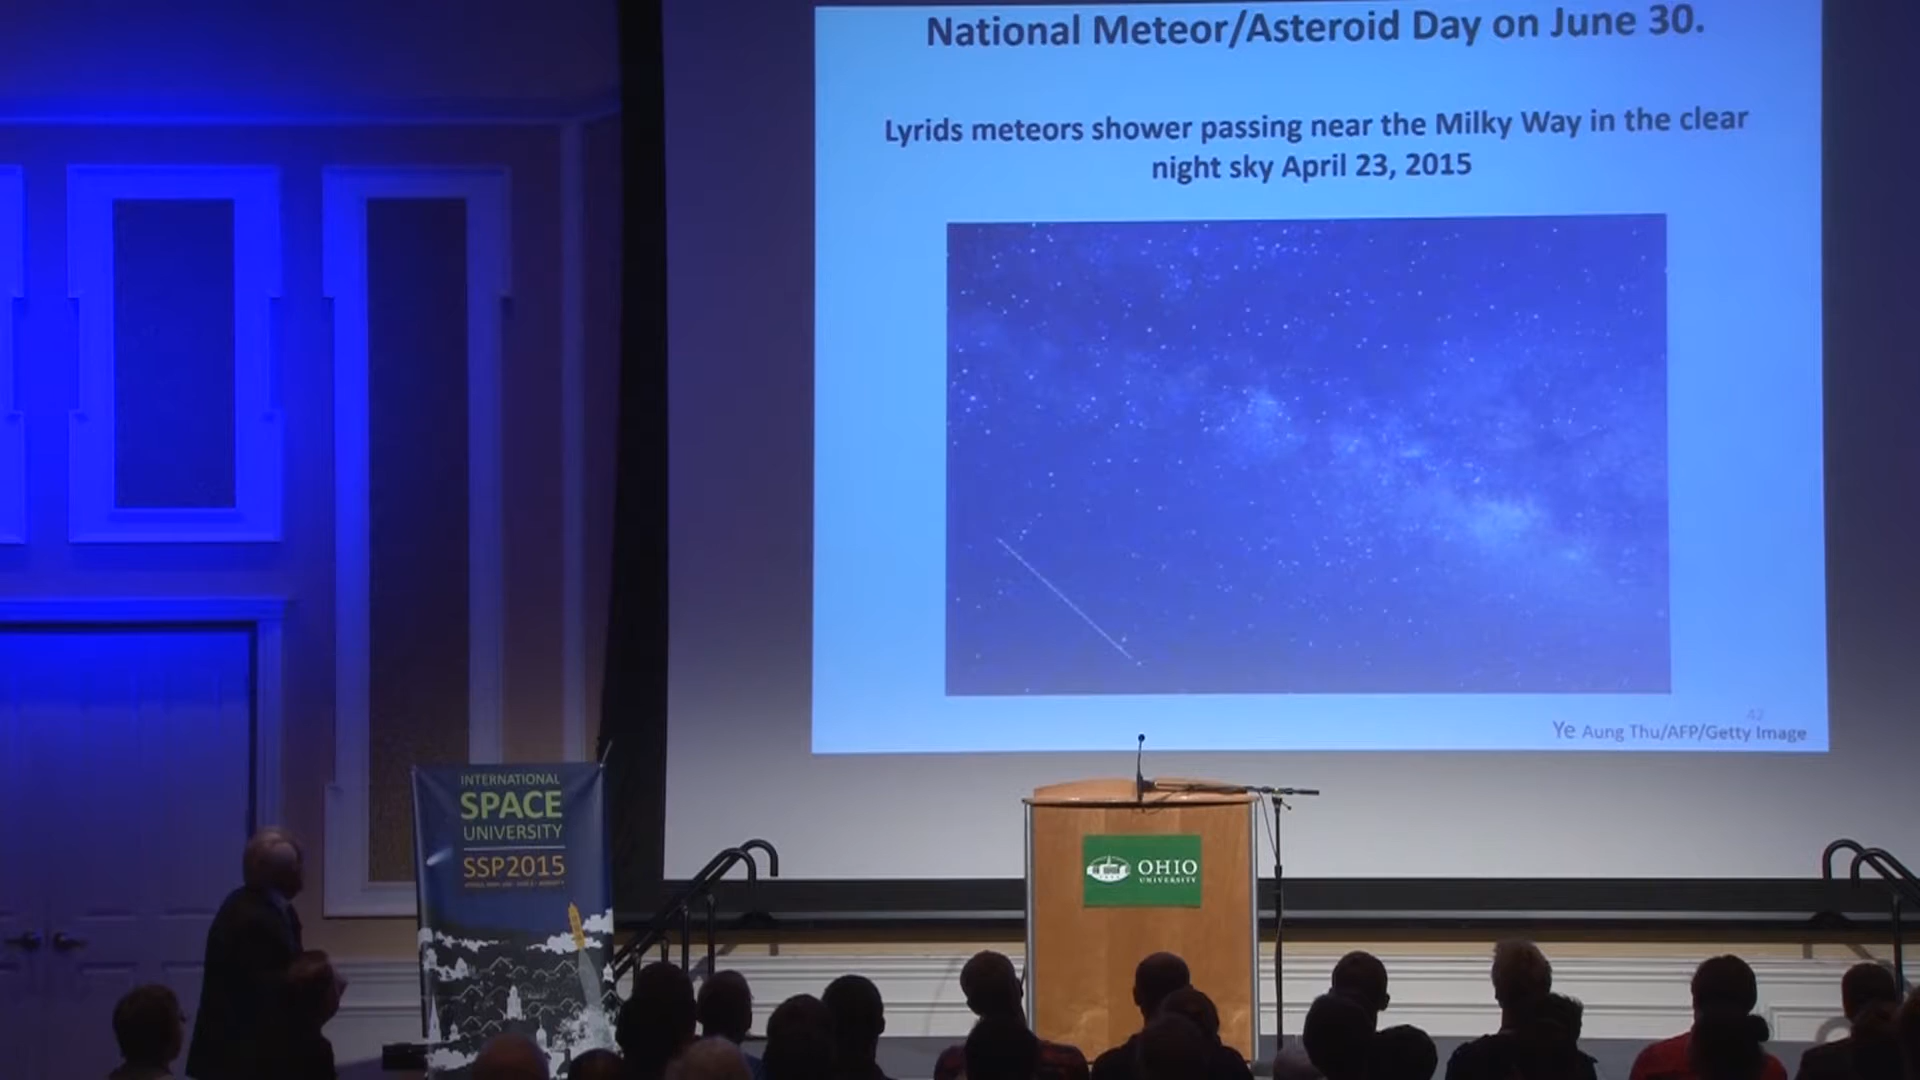 National Meteor/Asteroid Day on June 30.
Lyrids meteors shower passing near the Milky Way in the clear
night sky April 23, 2015
42
Ye Aung Thu/AFP/Getty Image
INTERNATIONAL
SPACE
UNIVERSITY
SSP2015
OHIO
UNIVERSITY